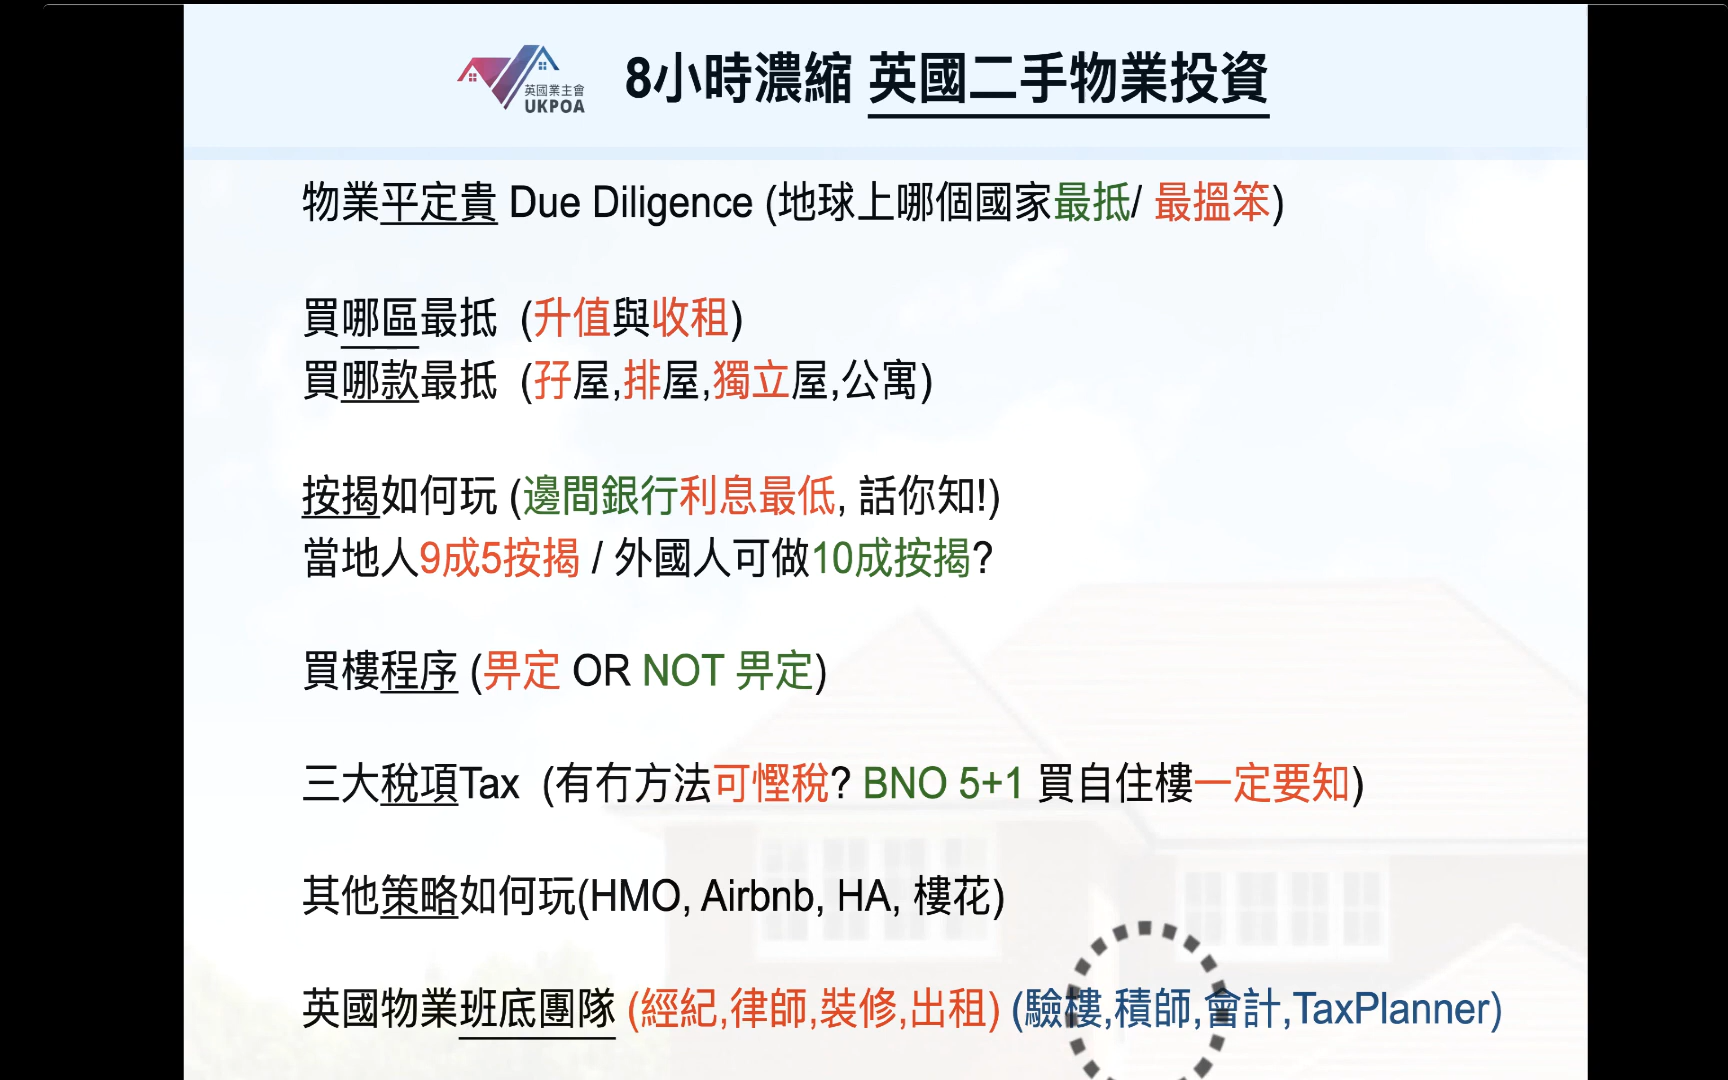 英國業主會
UKPOA
8小時濃縮 英國二手物業投資
物業平定貴 Due Diligence (地球上哪個國家最抵/ 最搵笨)
買哪區最抵 (升值與收租)
買哪款最抵 (孖屋,排屋,獨立屋,公寓)
按揭如何玩 (邊間銀行利息最低, 話你知!)
當地人9成5按揭 / 外國人可做10成按揭?
買樓程序 (畀定 OR NOT 畀定)
三大稅項Tax (有冇方法可慳稅? BNO 5+1 買自住樓一定要知)
其他策略如何玩(HMO, Airbnb, HA, 樓花)
英國物業班底團隊 (經紀,律師,裝修,出租) (驗樓,積師,會計,TaxPlanner)